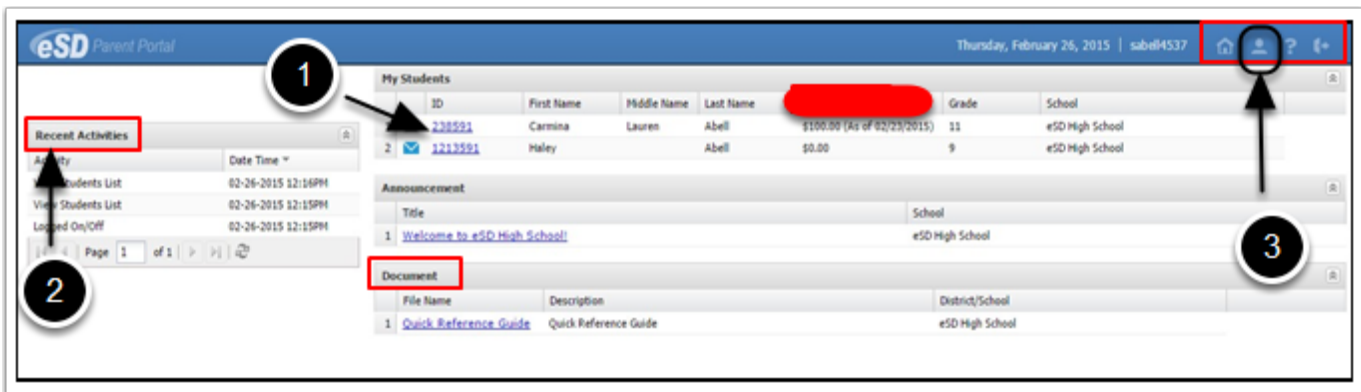 eSD Parent Portal
Thursday, February 26, 2015 | sabell4537
?
1
My Students
ID First Name Middle Name Last Name Grade School
238591 Carmina Lauren Abell $100.00 (As of 02/23/2015) 11 eSD High School
2 1213591 Haley Abell $0.00 9 eSD High School
Recent Activities
Date Time
Students List 02-26-2015 12:16PM
View Students List 02-26-2015 12:15PM
Logged On/Off 02-26-2015 12:15PM
Page 1 of 1
2
Announcement
Title School
1 Welcome to eSD High School! eSD High School
3
Document
File Name Description District/School
1 Quick Reference Guide Quick Reference Guide eSD High School